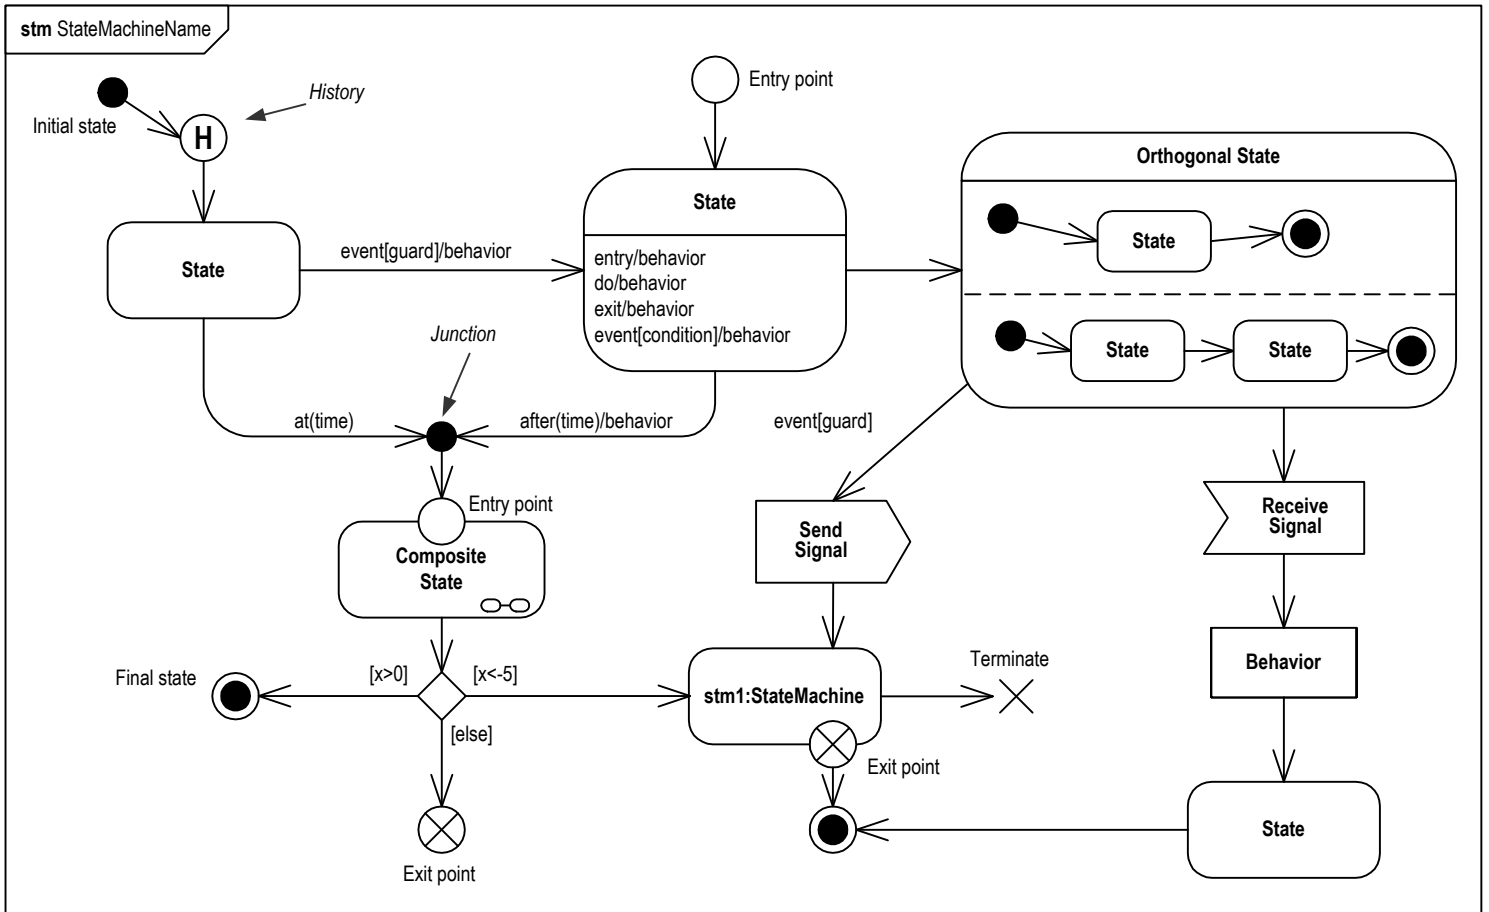 stm StateMachineName
History
Initial state
H
Entry point
Orthogonal State
State
State
State
event[guard]/behavior
entry/behavior
do/behavior
exit/behavior
event[condition]/behavior
State
State
Junction
at(time)
after(time)/behavior
event[guard]
Entry point
Composite
State
Send
Signal
Receive
Signal
Final state
[x>0]
[x<-5]
[else]
stm1:StateMachine
Terminate
Behavior
Exit point
State
Exit point